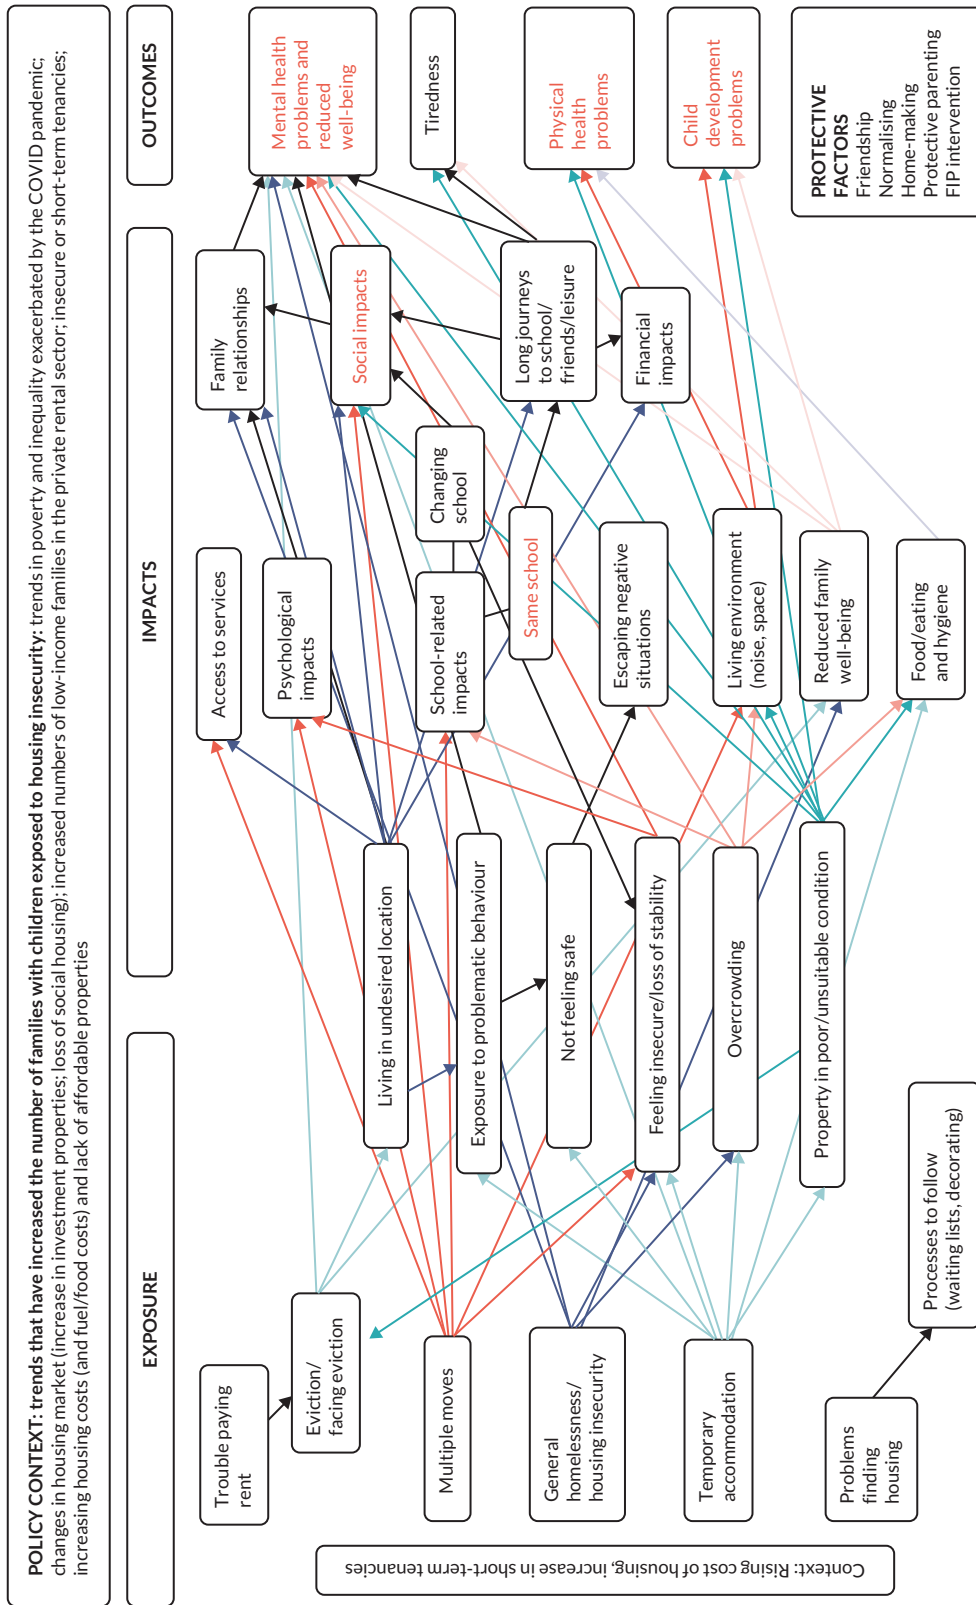 POLICY CONTEXT: trends that have increased the number of families with children exposed to housing insecurity: trends in poverty and inequality exacerbated by the COVID pandemic;
changes in housing market (increase in investment properties; loss of social housing); increased numbers of low-income families in the private rental sector; insecure or short-term tenancies;
increasing housing costs (and fuel/food costs) and lack of affordable properties
EXPOSURE
IMPACTS
OUTCOMES
Context: Rising cost of housing, increase in short-term tenancies
Trouble paying
rent
Eviction/
facing eviction
Multiple moves
General
homelessness/
housing insecurity
Temporary
accommodation
Problems
finding
housing
Processes to follow
(waiting lists, decorating)
Living in undesired location
Exposure to problematic behaviour
Not feeling safe
Feeling insecure/loss of stability
Overcrowding
Property in poor/unsuitable condition
Access to services
Psychological
impacts
School-related
impacts
Changing
school
Same school
Escaping negative
situations
Living environment
(noise, space)
Reduced family
well-being
Food/eating
and hygiene
Family
relationships
Social impacts
Long journeys
to school/
friends/leisure
Financial
impacts
Mental health
problems and
reduced
well-being
Tiredness
Physical
health
problems
Child
development
problems
PROTECTIVE
FACTORS
Friendship
Normalising
Home-making
Protective parenting
FIP intervention